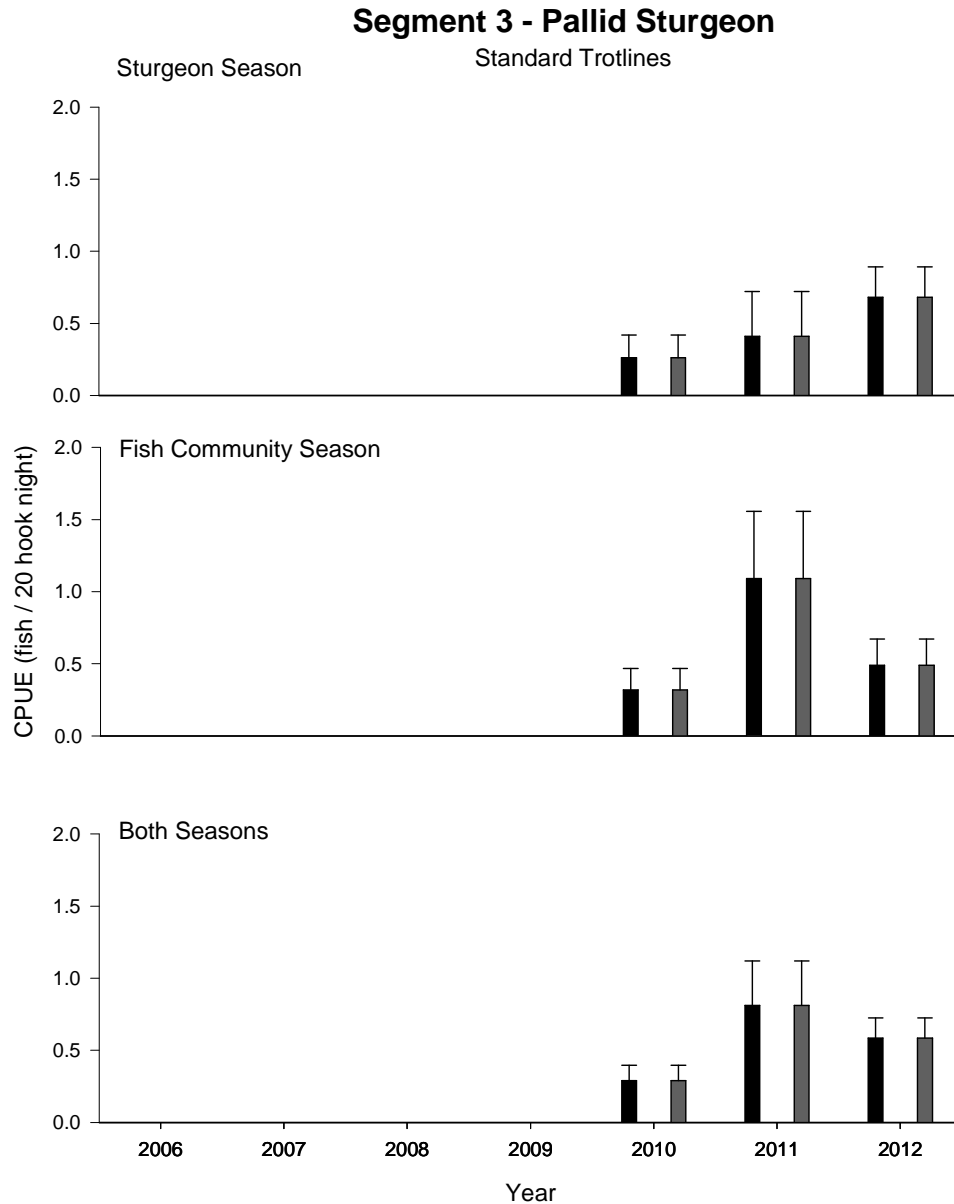 Segment 3 - Pallid Sturgeon
Standard Trotlines
Sturgeon Season
2.0
1.5
1.0
0.5
0.0
Fish Community Season
2.0
1.5
1.0
0.5
0.0
CPUE (fish / 20 hook night)
Both Seasons
2.0
1.5
1.0
0.5
0.0
2006 2007 2008 2009 2010 2011 2012
Year